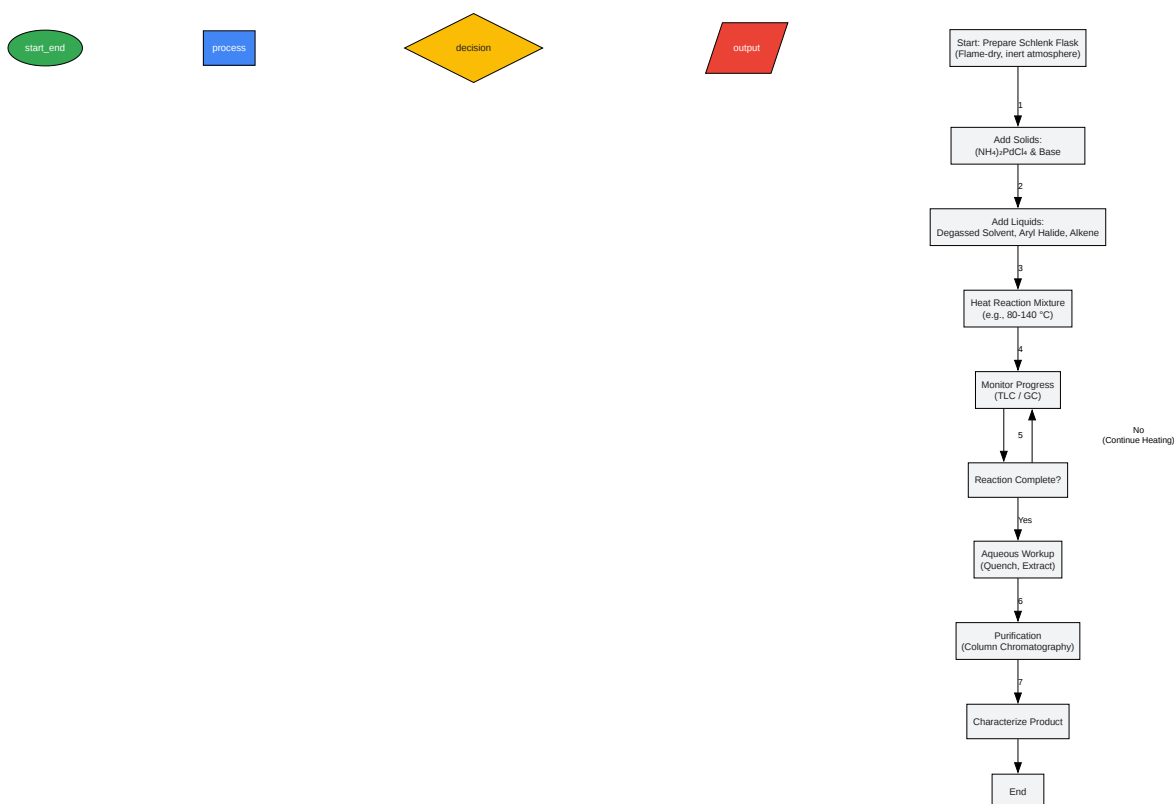 start_end
process
decision
output
Start: Prepare Schlenk Flask
(Flame-dry, inert atmosphere)
1
Add Solids:
(NH₄)₂PdCl₄ & Base
2
Add Liquids:
Degassed Solvent, Aryl Halide, Alkene
3
Heat Reaction Mixture
(e.g., 80-140 °C)
4
Monitor Progress
(TLC / GC)
5
No
(Continue Heating)
Reaction Complete?
Yes
Aqueous Workup
(Quench, Extract)
6
Purification
(Column Chromatography)
7
Characterize Product
End